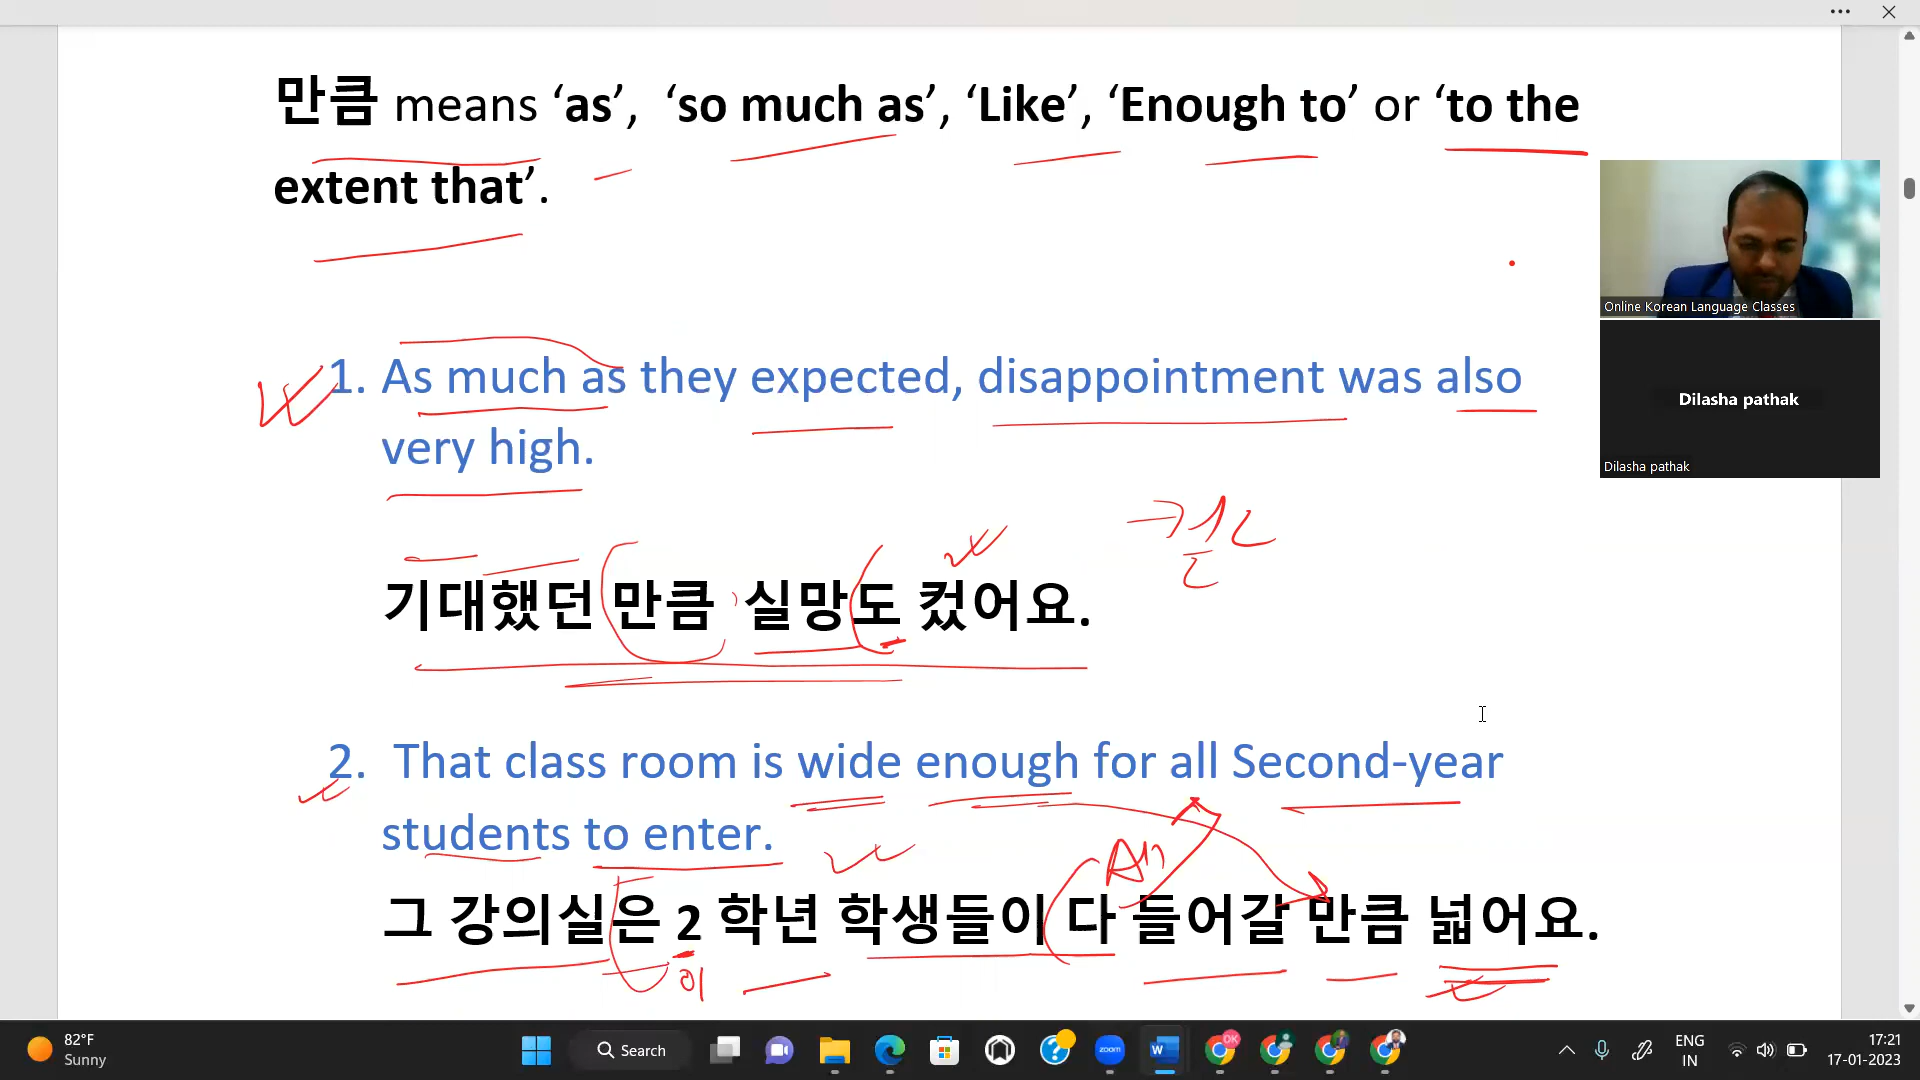 만큼 means ‘as’, ‘so much as’, ‘Like’, ‘Enough to’ or ‘to the
extent that’.
1. As much as they expected, disappointment was also
very high.
기대했던 만큼 실망도 컸어요.
2. That class room is wide enough for all Second-year
students to enter.
All
그 강의실은 2 학년 학생들이 다 들어갈 만큼 넓어요.
이
Online Korean Language Classes
Dilasha pathak
Dilasha pathak
82°F
Sunny
Search
zoom
W
DK
ENG
IN
17:21
17-01-2023